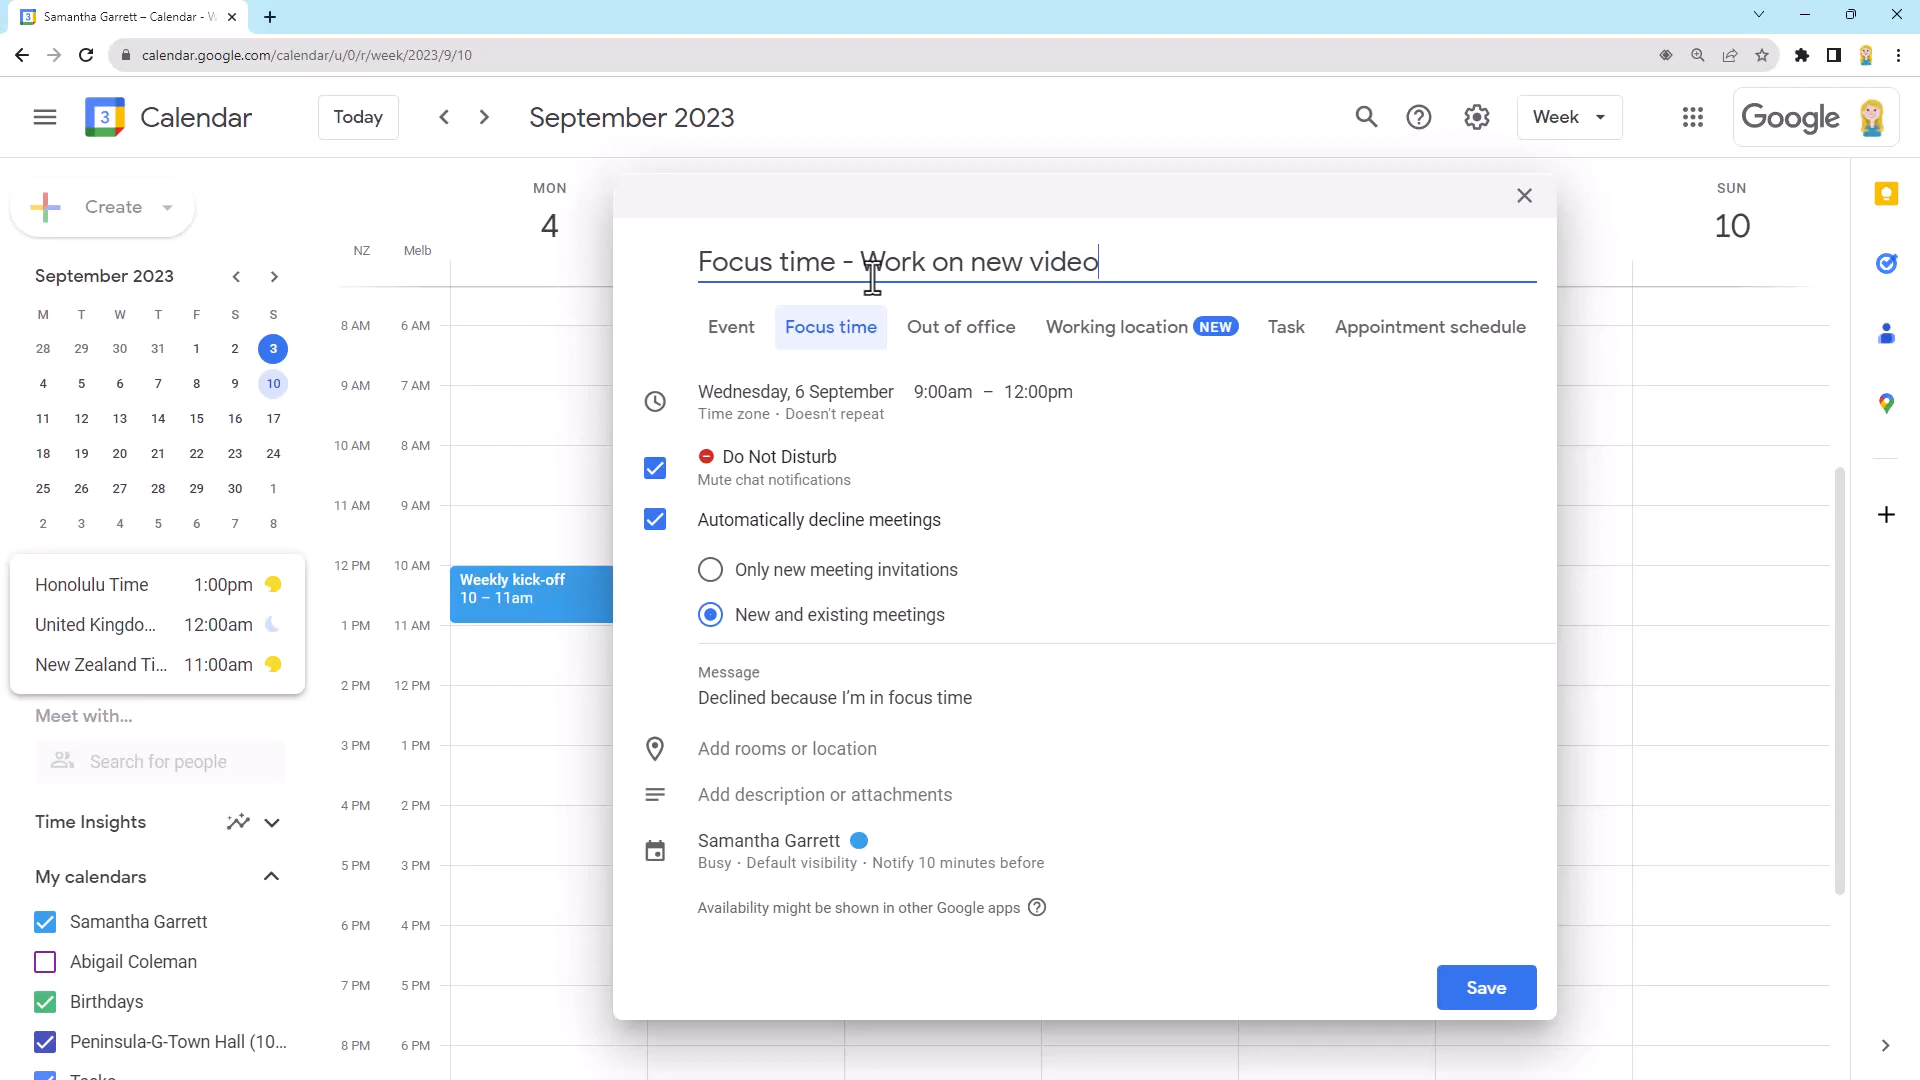 Samantha Garrett – Calendar - W
calendar.google.com/calendar/u/0/r/week/2023/9/10
3
Calendar
Today
September 2023
Week
Google
Create
September 2023
M T W T F S S
28 29 30 31 1 2 3
4 5 6 7 8 9 10
11 12 13 14 15 16 17
18 19 20 21 22 23 24
25 26 27 28 29 30 1
2 3 4 5 6 7 8
Honolulu Time 1:00pm
United Kingdo... 12:00am
New Zealand Ti... 11:00am
Meet with...
Search for people
Time Insights
My calendars
Samantha Garrett
Abigail Coleman
Birthdays
Peninsula-G-Town Hall (10...
Tasks
MON
4
SUN
10
NZ Melb
8 AM 6 AM
9 AM 7 AM
10 AM 8 AM
11 AM 9 AM
12 PM 10 AM
1 PM 11 AM
2 PM 12 PM
3 PM 1 PM
4 PM 2 PM
5 PM 3 PM
6 PM 4 PM
7 PM 5 PM
8 PM 6 PM
Weekly kick-off
10 – 11am
Focus time - Work on new video
Event Focus time Out of office Working location NEW Task Appointment schedule
Wednesday, 6 September 9:00am – 12:00pm
Time zone · Doesn't repeat
Do Not Disturb
Mute chat notifications
Automatically decline meetings
Only new meeting invitations
New and existing meetings
Message
Declined because I'm in focus time
Add rooms or location
Add description or attachments
Samantha Garrett
Busy · Default visibility · Notify 10 minutes before
Availability might be shown in other Google apps
Save